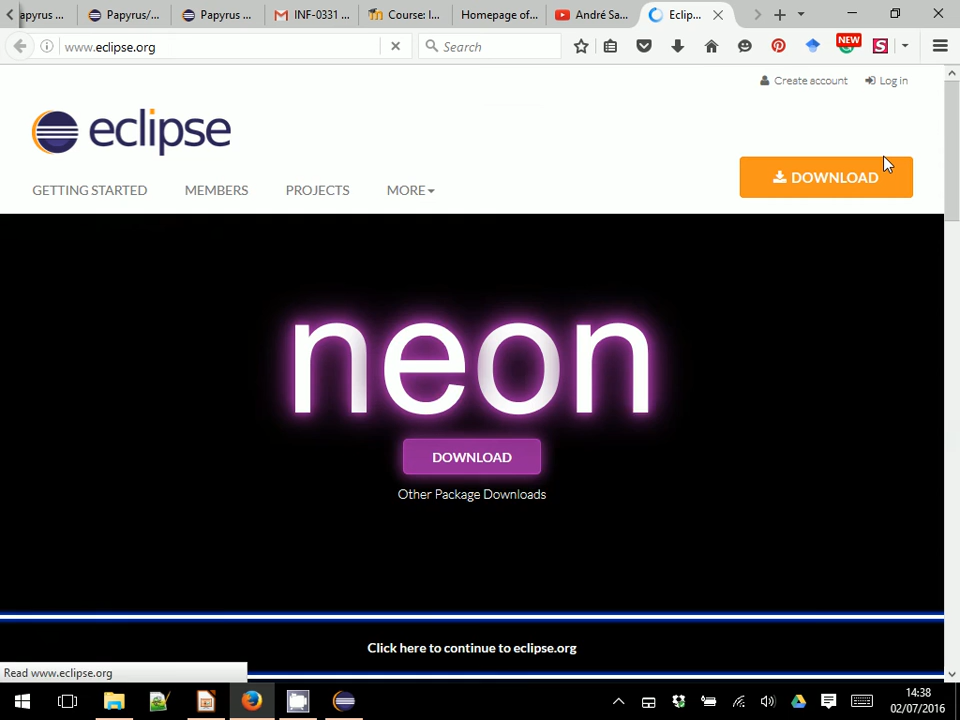 apyrus ...
Papyrus/...
Papyrus ...
INF-0331 ...
Course: I...
Homepage of...
André Sa...
Eclip...
www.eclipse.org
Search
NEW
S
Create account
Log in
eclipse
DOWNLOAD
GETTING STARTED
MEMBERS
PROJECTS
MORE
neon
DOWNLOAD
Other Package Downloads
Click here to continue to eclipse.org
Read www.eclipse.org
14:38
02/07/2016